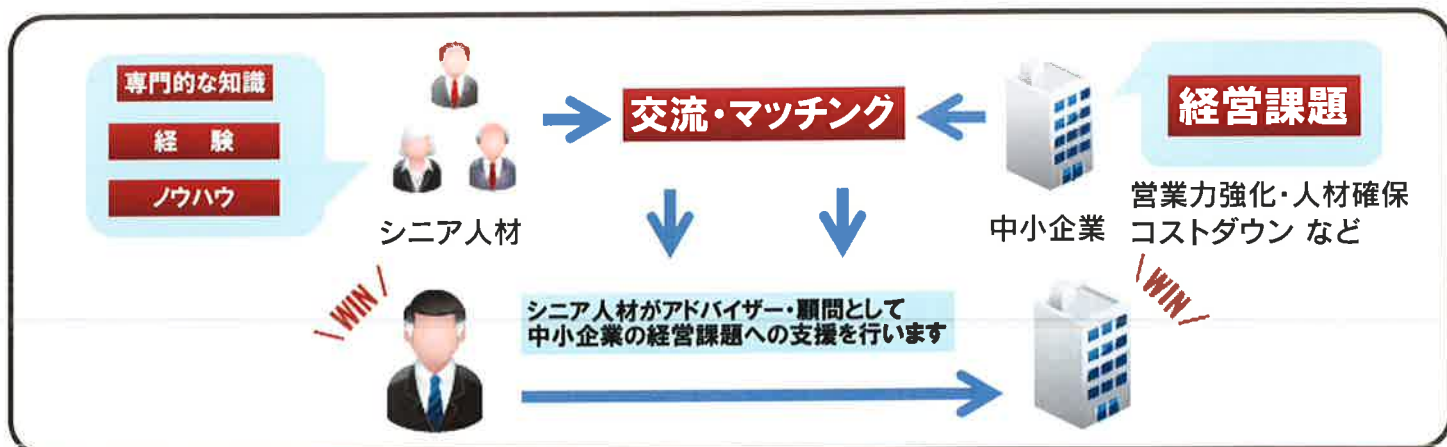 専門的な知識
経 験
ノウハウ
シニア人材
交流・マッチング
中小企業
経営課題
営業力強化・人材確保
コストダウン など
\ WIN /
シニア人材がアドバイザー・顧問として
中小企業の経営課題への支援を行います
\ WIN /